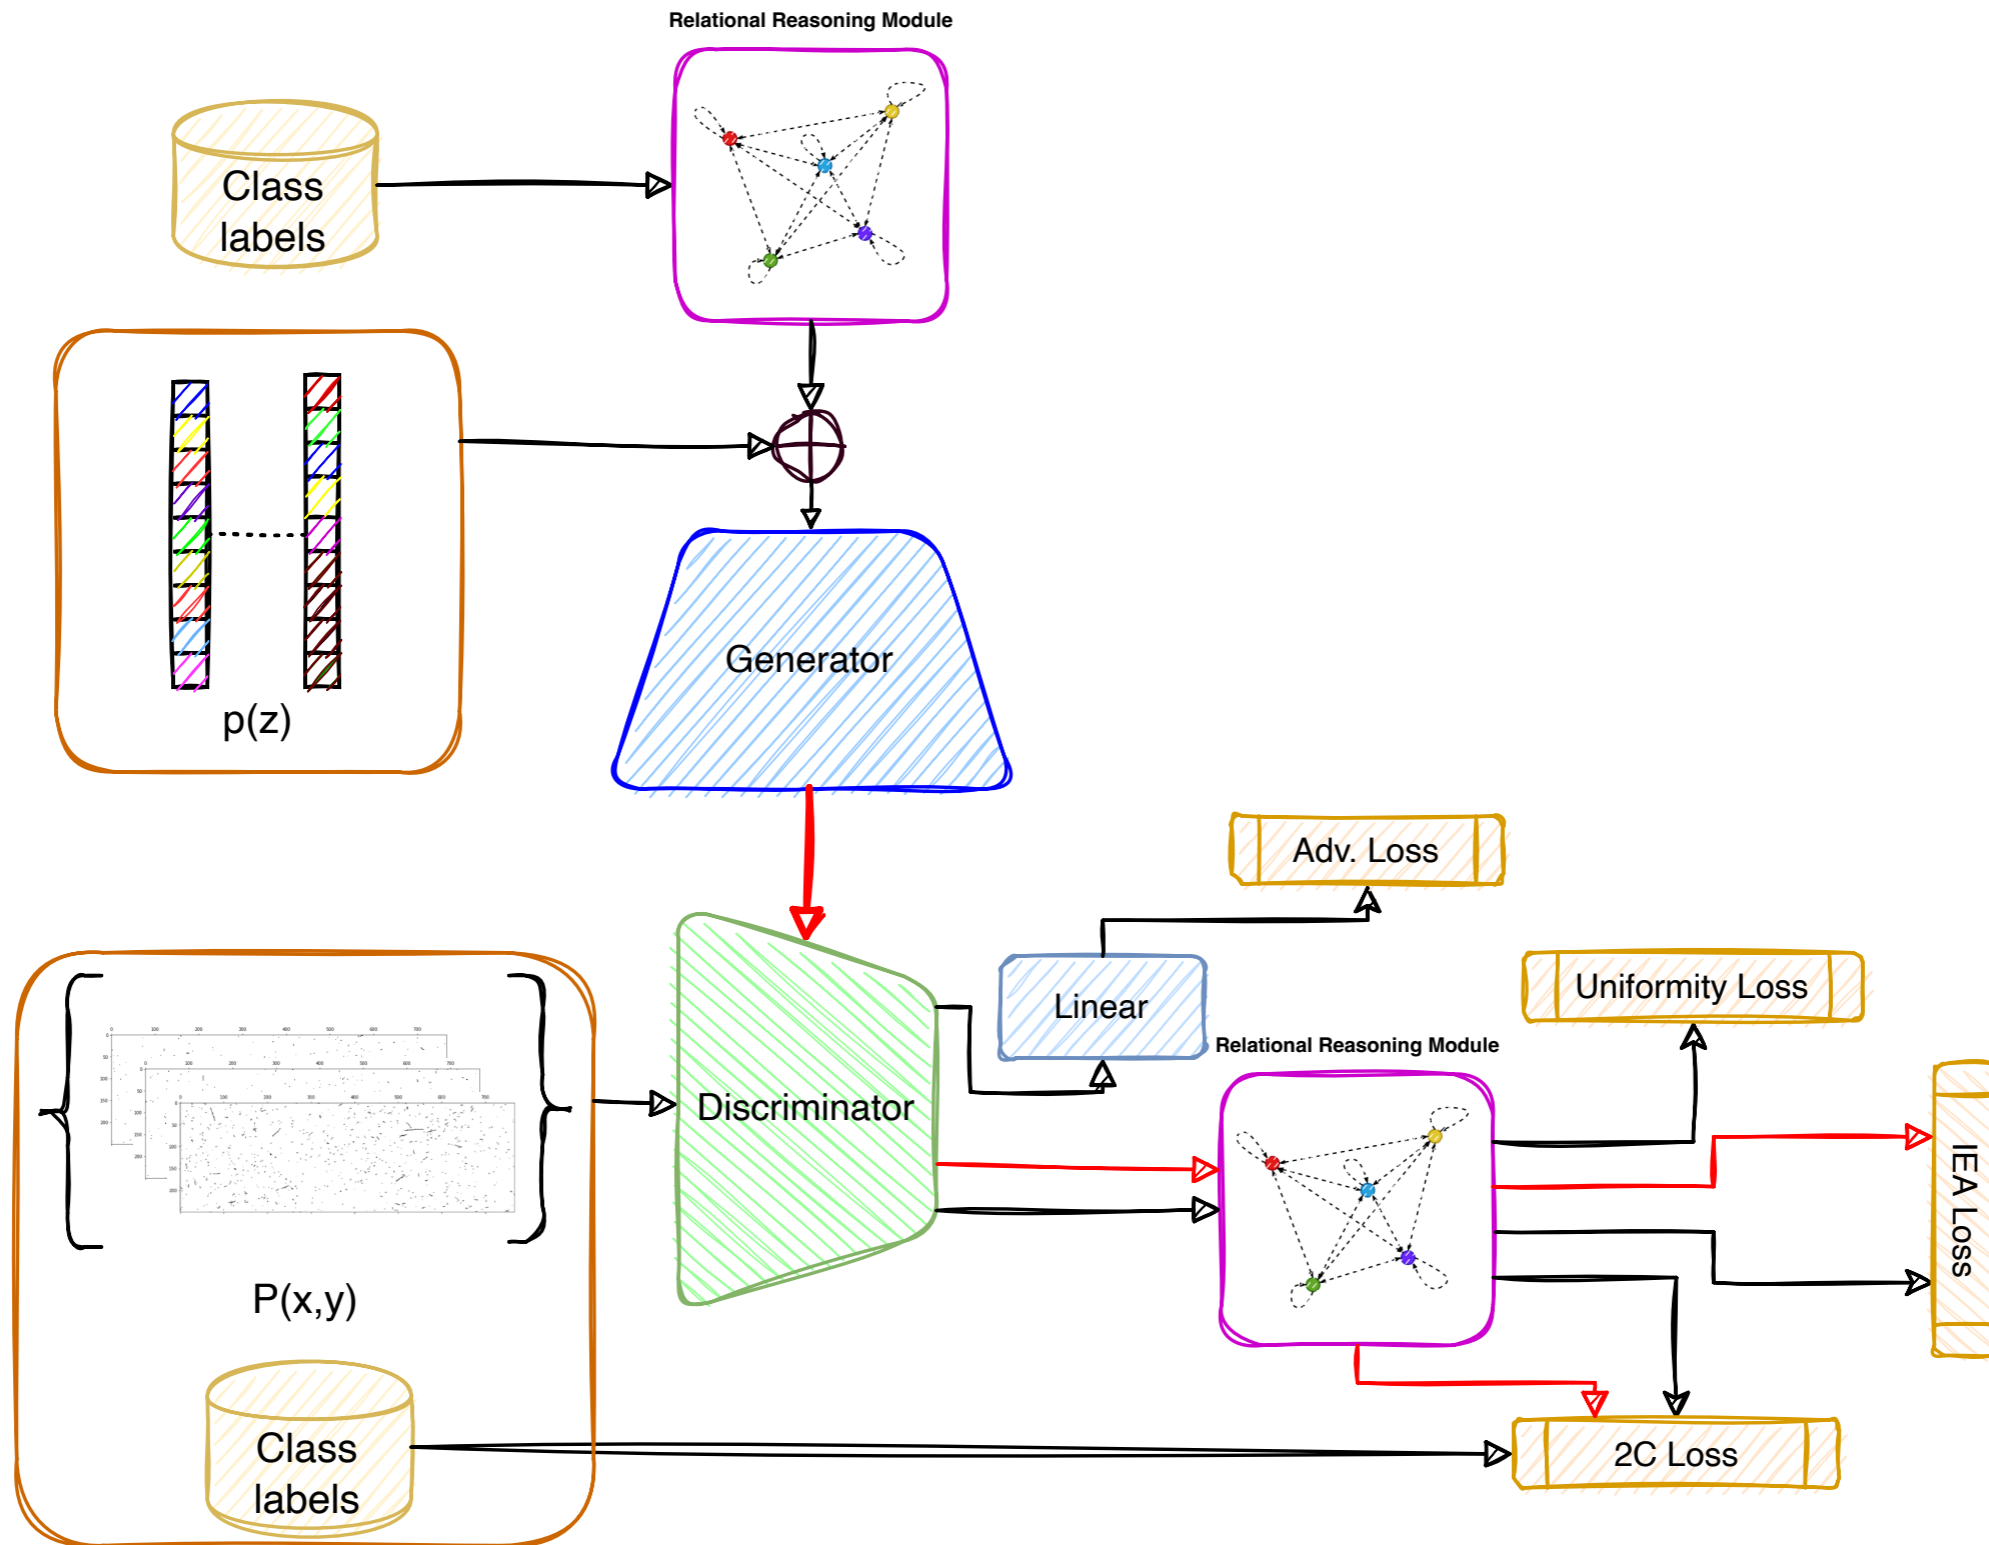 Relational Reasoning Module
Class
labels
p(z)
Generator
Adv. Loss
Linear
Uniformity Loss
Relational Reasoning Module
Discriminator
IEA Loss
P(x,y)
Class
labels
2C Loss